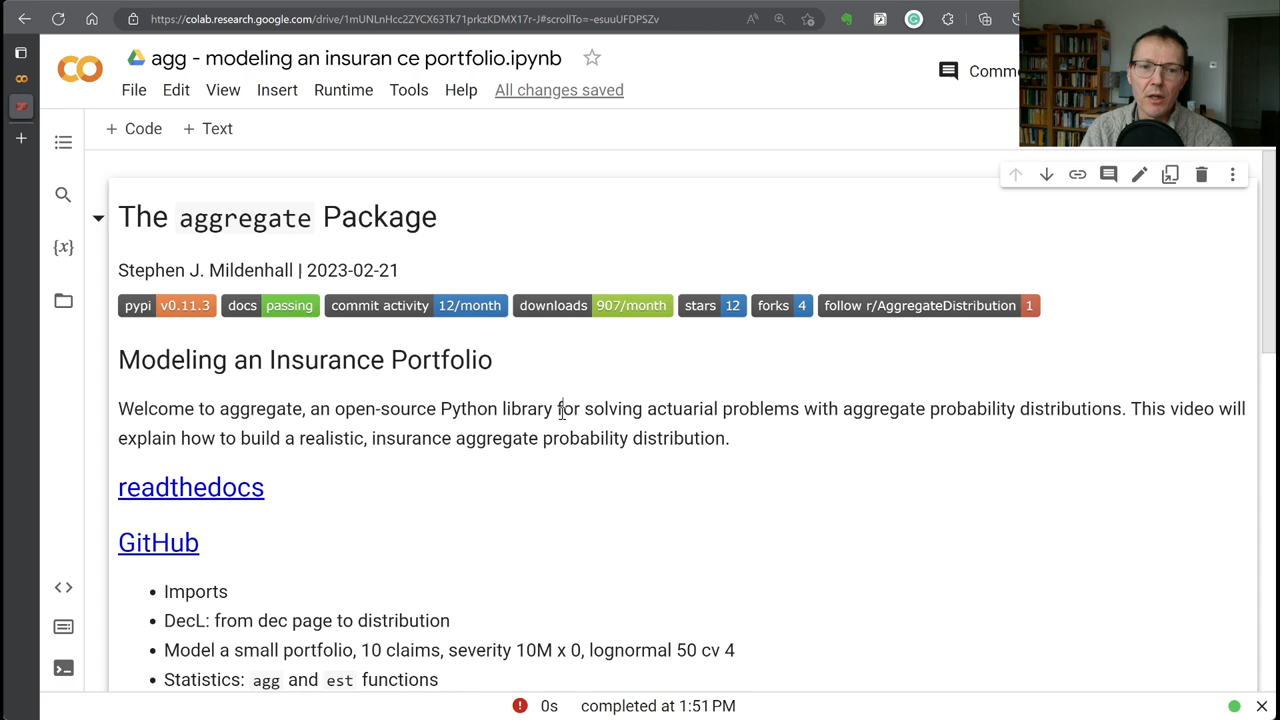 https://colab.research.google.com/drive/1mUNLnHcc2ZYCX63Tk71prkzKDMX17r-J#scrollTo=-esuuUFDPSZv
agg - modeling an insuran ce portfolio.ipynb
File Edit View Insert Runtime Tools Help All changes saved
Comme
+ Code + Text
The aggregate Package
Stephen J. Mildenhall | 2023-02-21
pypi v0.11.3 docs passing commit activity 12/month downloads 907/month stars 12 forks 4 follow r/AggregateDistribution 1
Modeling an Insurance Portfolio
Welcome to aggregate, an open-source Python library for solving actuarial problems with aggregate probability distributions. This video will
explain how to build a realistic, insurance aggregate probability distribution.
readthedocs
GitHub
• Imports
• DecL: from dec page to distribution
• Model a small portfolio, 10 claims, severity 10M x 0, lognormal 50 cv 4
• Statistics: agg and est functions
0s completed at 1:51 PM